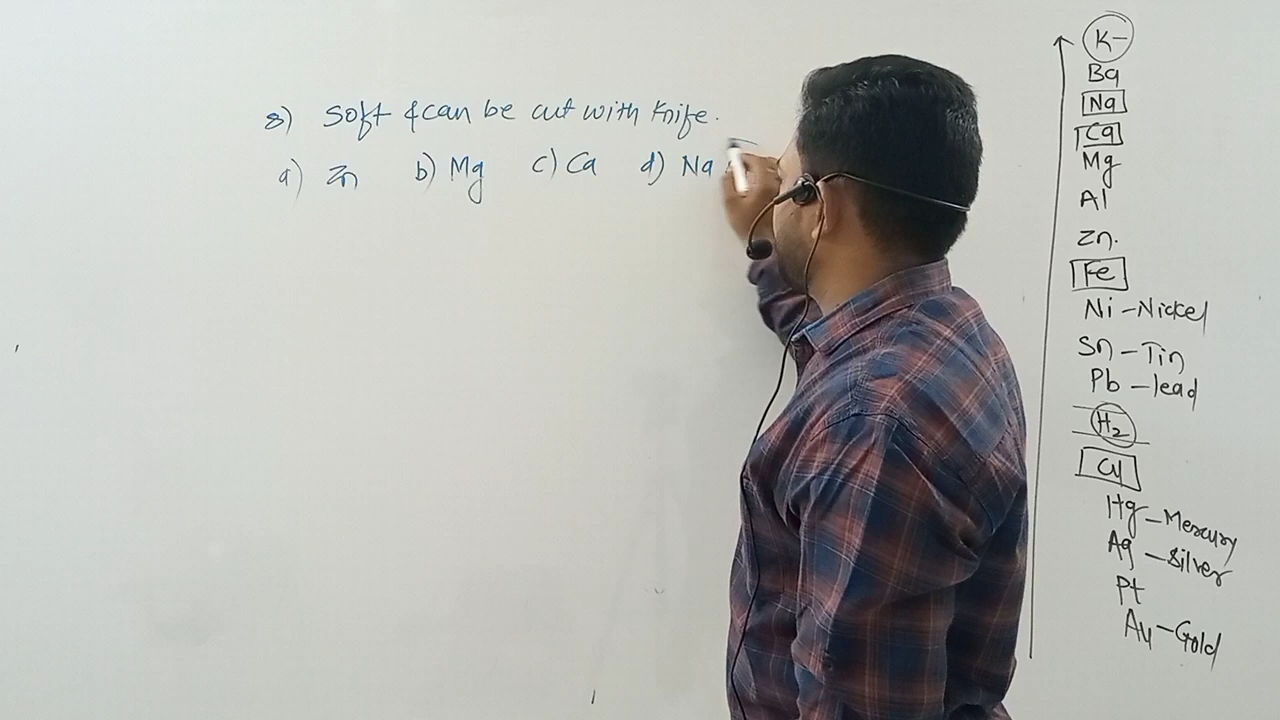 8) Soft & can be cut with Knife.
a) Zn b) Mg c) Ca d) Na
K
Ba
Na
Ca
Mg
Al
Zn.
Fe
Ni - Nickel
Sn - Tin
Pb - lead
H2
Cu
Hg - Mercury
Ag - Silver
Pt
Au - Gold